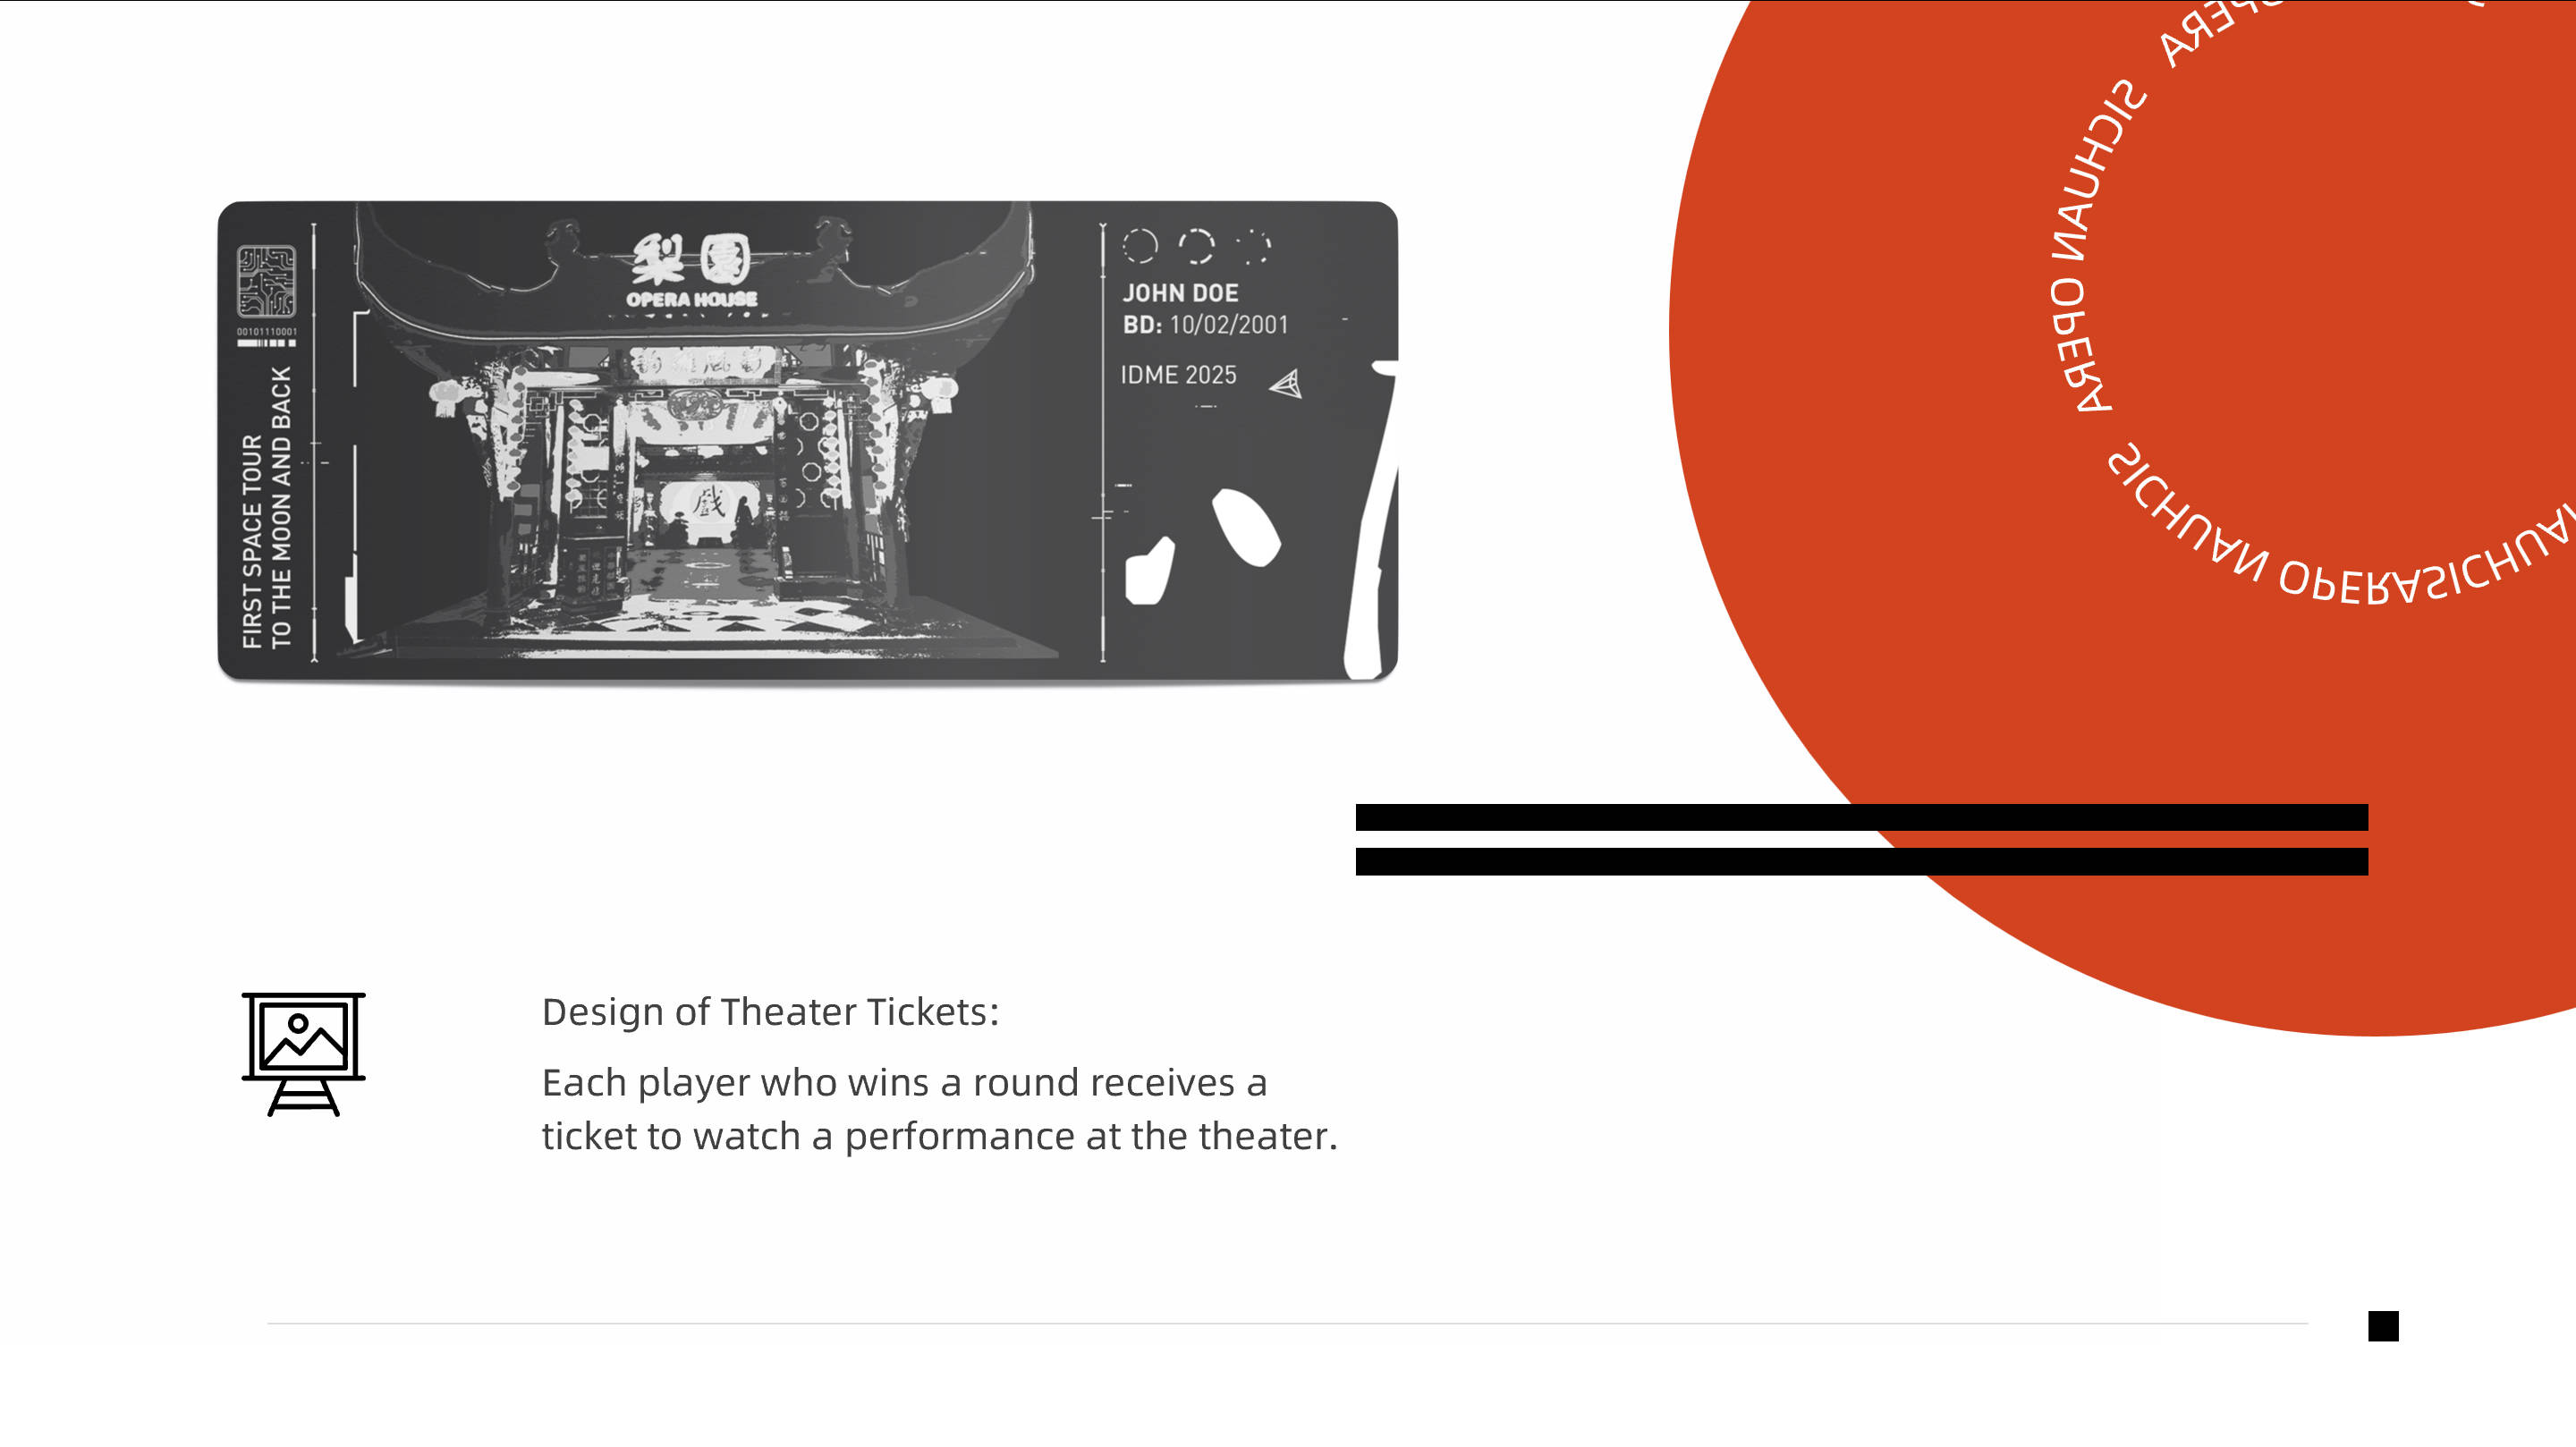 梨園
OPERA HOUSE
戲
00101110001
FIRST SPACE TOUR
TO THE MOON AND BACK
JOHN DOE
BD: 10/02/2001
IDME 2025
OPERA
SICHUAN OPERA
SICHUAN OPERA
Design of Theater Tickets:
Each player who wins a round receives a
ticket to watch a performance at the theater.